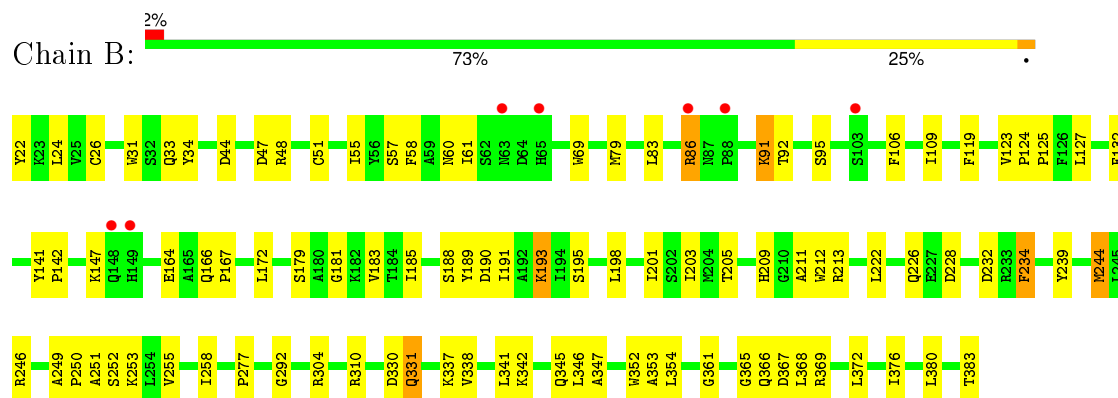 2%
Chain B:
73% 25% •
Y22 K23 L24 V25 C26 W31 S32 Q33 Y34 D44 D47 R48 C51 I55 Y56 S57 F58 A59 N60 I61 S62 N63 D64 H65 W69 M79 L83 R86 N87 P88 K91 T92 S95 S103 F106 I109 F119 V123 P124 P125 F126 L127
Y141 P142 K147 Q148 H149 E164 A165 Q166 P167 L172 S179 A180 G181 K182 V183 T184 I185 S188 Y189 D190 I191 A192 K193 I194 S195 L198 I201 S202 I203 M204 T205 H209 G210 A211 W212 R213 L222 Q226 E227 D228 D232 R233 F234 Y239 M244
R246 A249 P250 A251 S252 K253 L254 V255 I258 P277 G292 R304 R310 D330 Q331 K337 V338 L341 K342 Q345 L346 A347 W352 A353 L354 G361 G365 Q366 D367 L368 R369 L372 I376 L380 T383